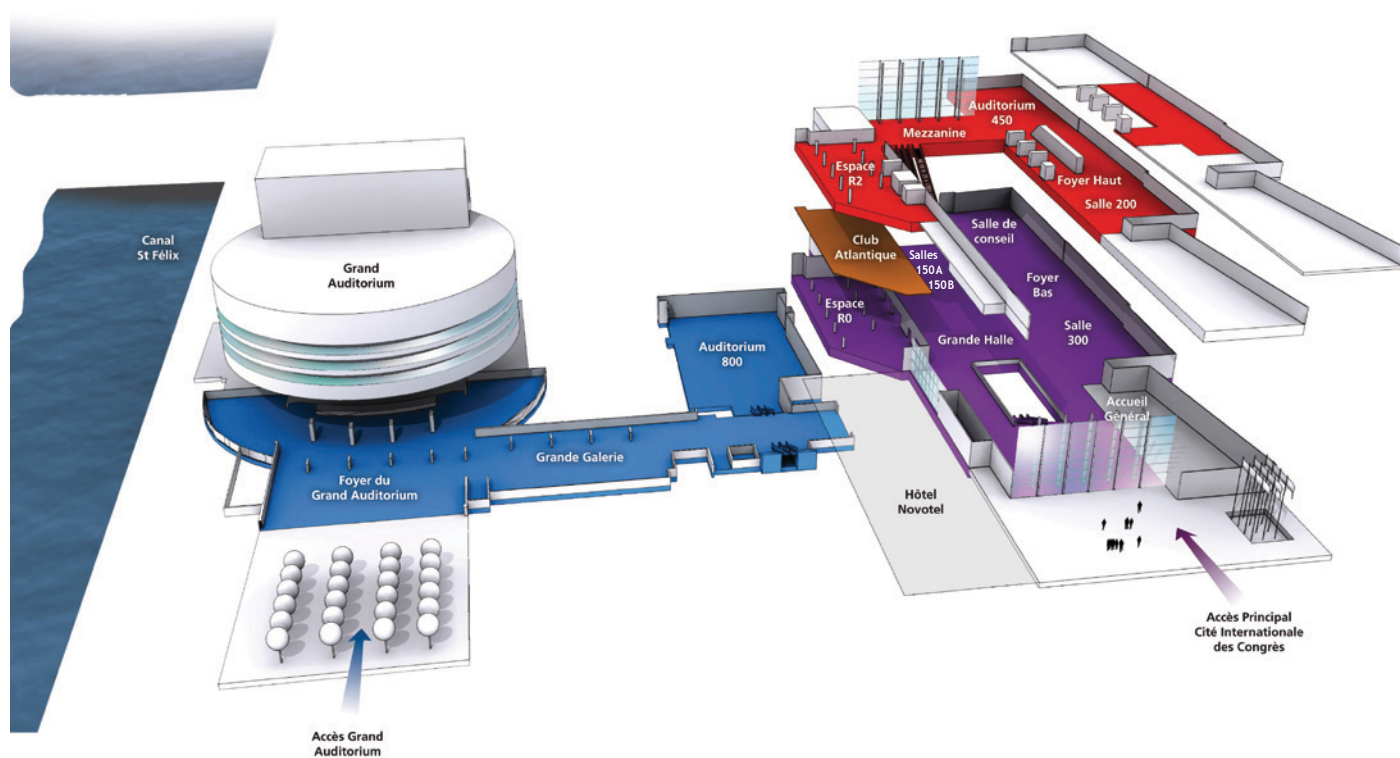 Canal
St Félix
Grand
Auditorium
Foyer du
Grand Auditorium
Grande Galerie
Auditorium
800
Accès Grand
Auditorium
Auditorium
450
Mezzanine
Espace
R2
Foyer Haut
Salle 200
Club
Atlantique
Salle de
conseil
Salles
150A
150B
Foyer
Bas
Espace
R0
Grande Halle
Salle
300
Accueil
Général
Hôtel
Novotel
Accès Principal
Cité Internationale
des Congrès